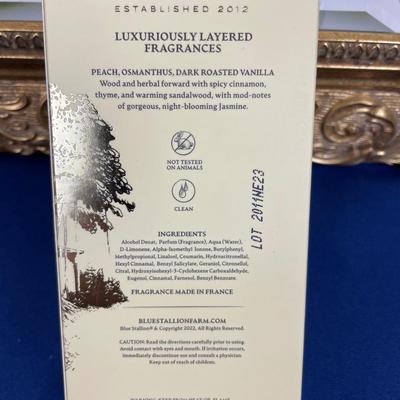 ESTABLISHED 2012
LUXURIOUSLY LAYERED
FRAGRANCES
PEACH, OSMANTHUS, DARK ROASTED VANILLA
Wood and herbal forward with spicy cinnamon,
thyme, and warming sandalwood, with mod-notes
of gorgeous, night-blooming Jasmine.
NOT TESTED
ON ANIMALS
CLEAN
LOT 2011HE23
INGREDIENTS
Alcohol Denat, Parfum (Fragrance), Aqua (Water),
D-Limonene, Alpha-Isomethyl Ionone, Butylphenyl,
Methylpropional, Linalool, Coumarin, Hydroxcitronellal,
Hexyl Cinnamal, Benzyl Salicylate, Geraniol, Citronellol,
Citral, Hydroxyisohexyl-3-Cyclohexene Carboxaldehyde,
Eugenol, Cinnamal, Farnesol, Benzyl Benzoate.
FRAGRANCE MADE IN FRANCE
BLUESTALLIONFARM.COM
Blue Stallion® & Copyright 2022, All Rights Reserved.
CAUTION: Read the directions carefully prior to using.
Avoid contact with eyes and mouth. If irritation occurs,
immediately discontinue use and consult a physician.
Keep out of reach of children.